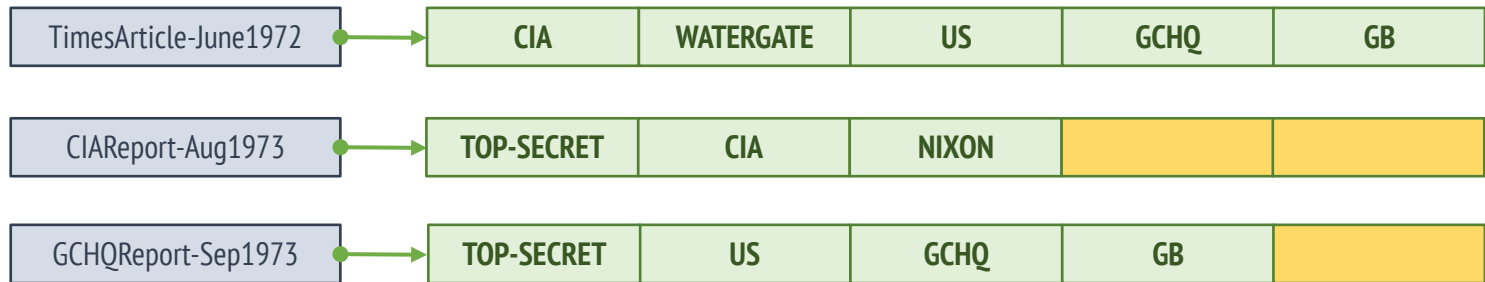 TimesArticle-June1972 CIA WATERGATE US GCHQ GB
CIAReport-Aug1973 TOP-SECRET CIA NIXON
GCHQReport-Sep1973 TOP-SECRET US GCHQ GB